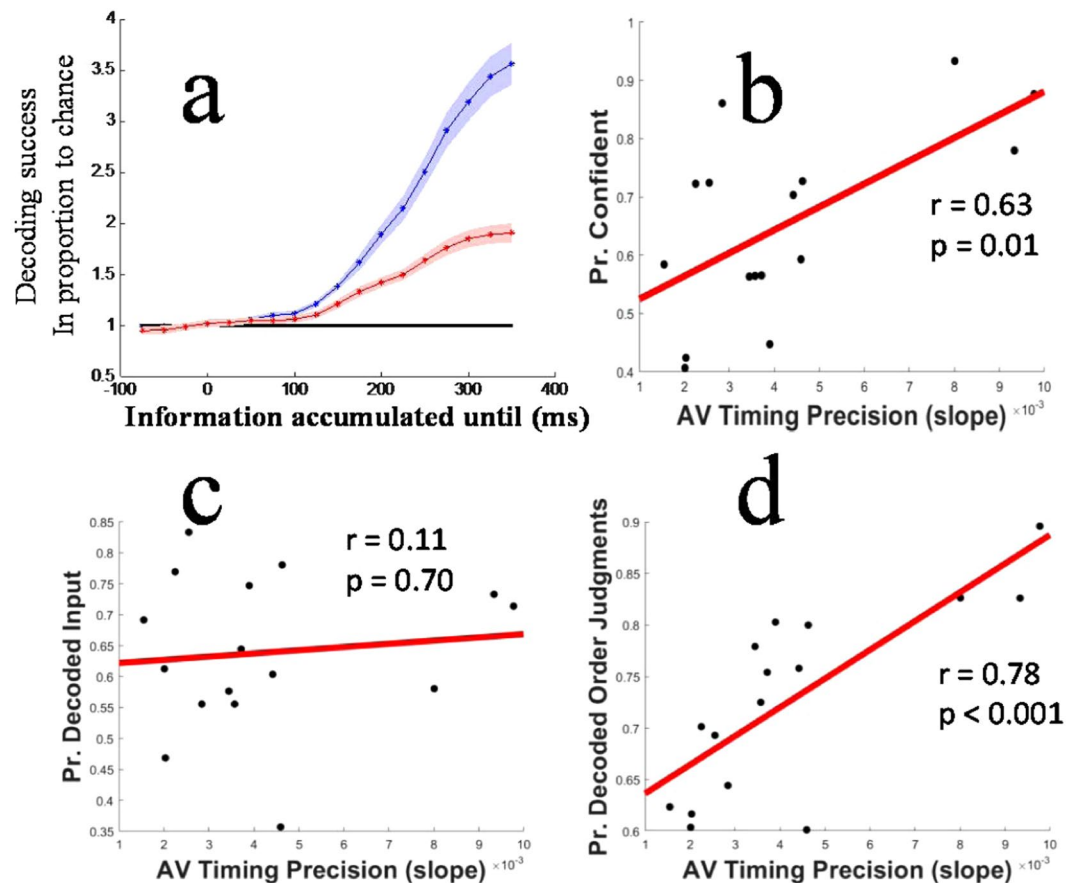 a
Decoding success
In proportion to chance
4
3.5
3
2.5
2
1.5
1
0.5
-100 0 100 200 300 400
Information accumulated until (ms)
b
Pr. Confident
1
0.9
0.8
0.7
0.6
0.5
0.4
r = 0.63
p = 0.01
1 2 3 4 5 6 7 8 9 10
AV Timing Precision (slope) ×10-3
c
Pr. Decoded Input
0.85
0.8
0.75
0.7
0.65
0.6
0.55
0.5
0.45
0.4
0.35
r = 0.11
p = 0.70
1 2 3 4 5 6 7 8 9 10
AV Timing Precision (slope) ×10-3
d
Pr. Decoded Order Judgments
0.9
0.85
0.8
0.75
0.7
0.65
0.6
r = 0.78
p < 0.001
1 2 3 4 5 6 7 8 9 10
AV Timing Precision (slope) ×10-3